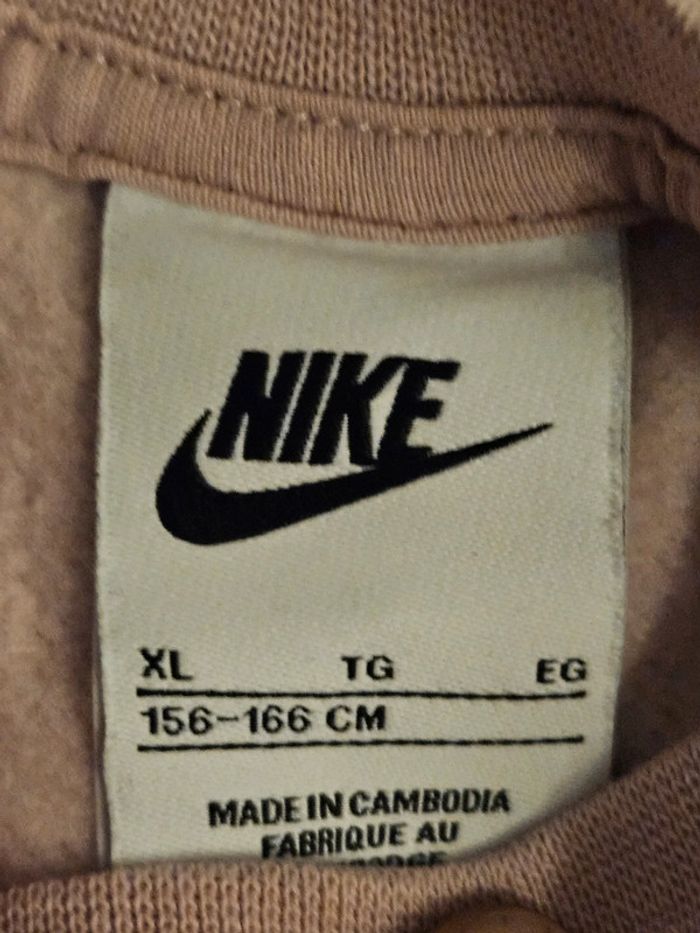 NIKE
XL TG EG
156-166 CM
MADE IN CAMBODIA
FABRIQUE AU